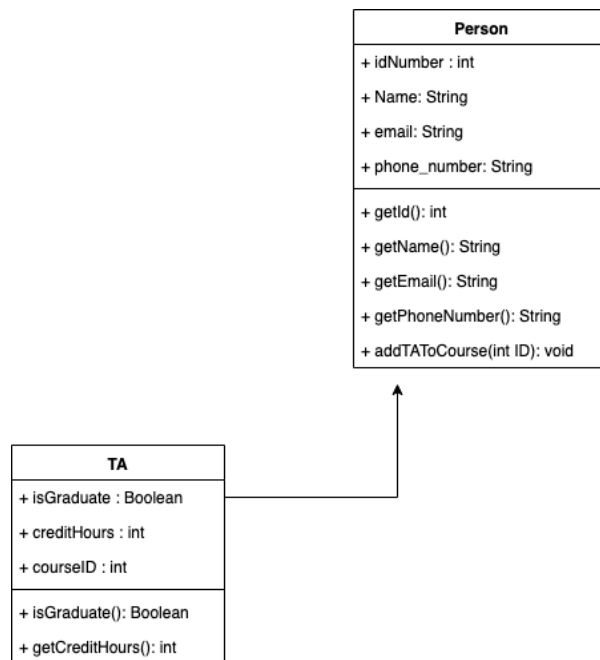 Person
+ idNumber : int
+ Name: String
+ email: String
+ phone_number: String
+ getId(): int
+ getName(): String
+ getEmail(): String
+ getPhoneNumber(): String
+ addTAToCourse(int ID): void
TA
+ isGraduate : Boolean
+ creditHours : int
+ courseID : int
+ isGraduate(): Boolean
+ getCreditHours(): int